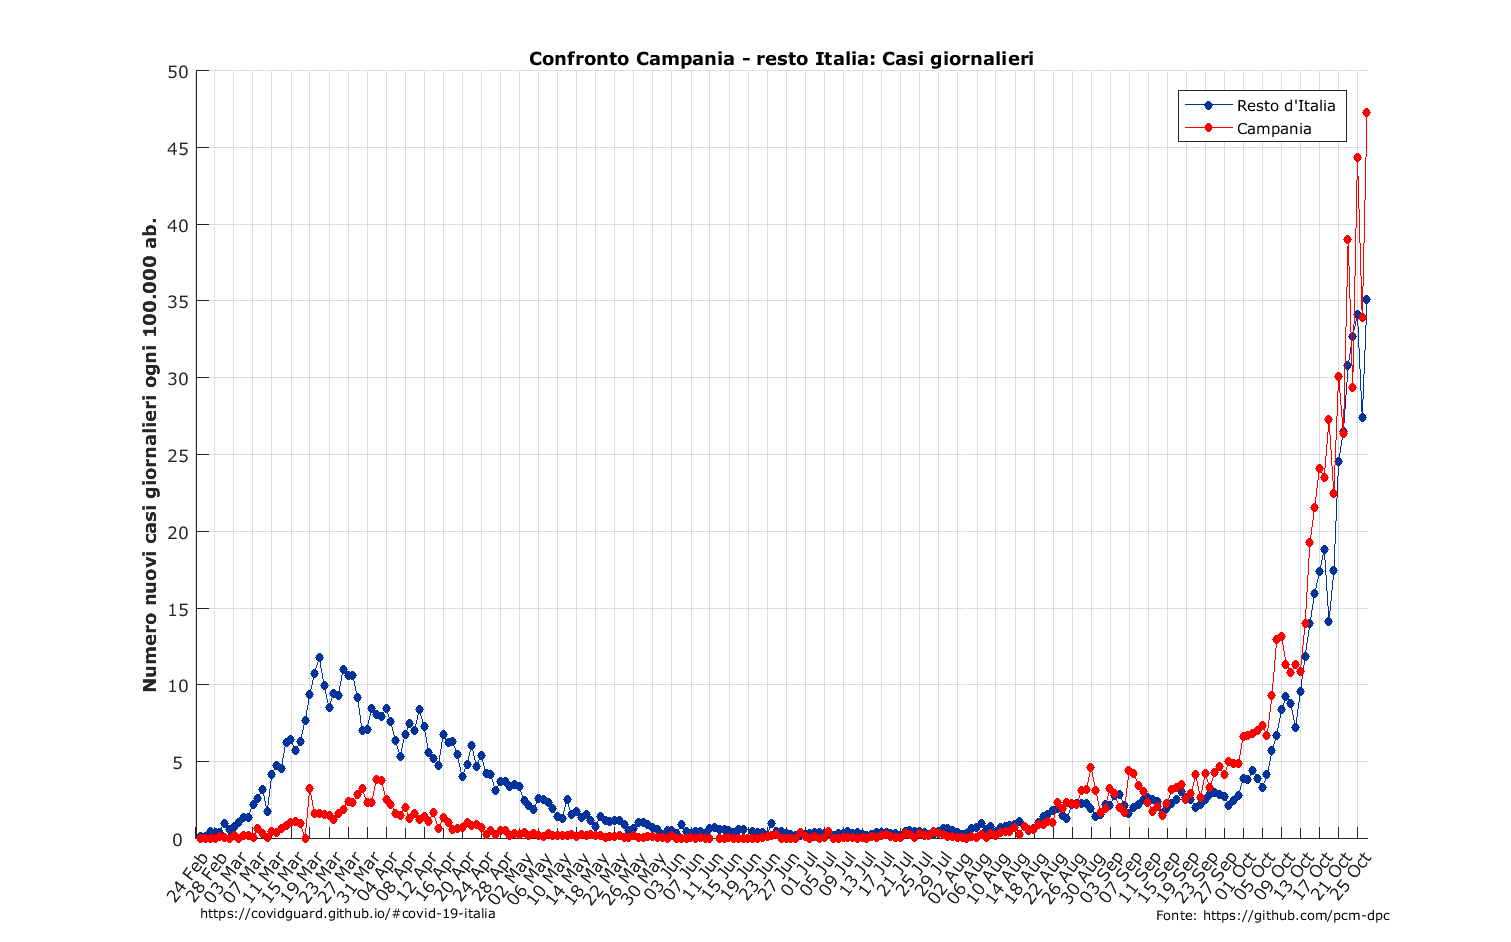 Confronto Campania - resto Italia: Casi giornalieri
Resto d'Italia
Campania
Numero nuovi casi giornalieri ogni 100.000 ab.
50
45
40
35
30
25
20
15
10
5
0
24 Feb
28 Feb
03 Mar
07 Mar
11 Mar
15 Mar
19 Mar
23 Mar
27 Mar
31 Mar
04 Apr
08 Apr
12 Apr
16 Apr
20 Apr
24 Apr
28 Apr
02 May
06 May
10 May
14 May
18 May
22 May
26 May
30 May
03 Jun
07 Jun
11 Jun
15 Jun
19 Jun
23 Jun
27 Jun
01 Jul
05 Jul
09 Jul
13 Jul
17 Jul
21 Jul
25 Jul
29 Jul
02 Aug
06 Aug
10 Aug
14 Aug
18 Aug
22 Aug
26 Aug
30 Aug
03 Sep
07 Sep
11 Sep
15 Sep
19 Sep
23 Sep
27 Sep
01 Oct
05 Oct
09 Oct
13 Oct
17 Oct
21 Oct
25 Oct
https://covidguard.github.io/#covid-19-italia
Fonte: https://github.com/pcm-dpc